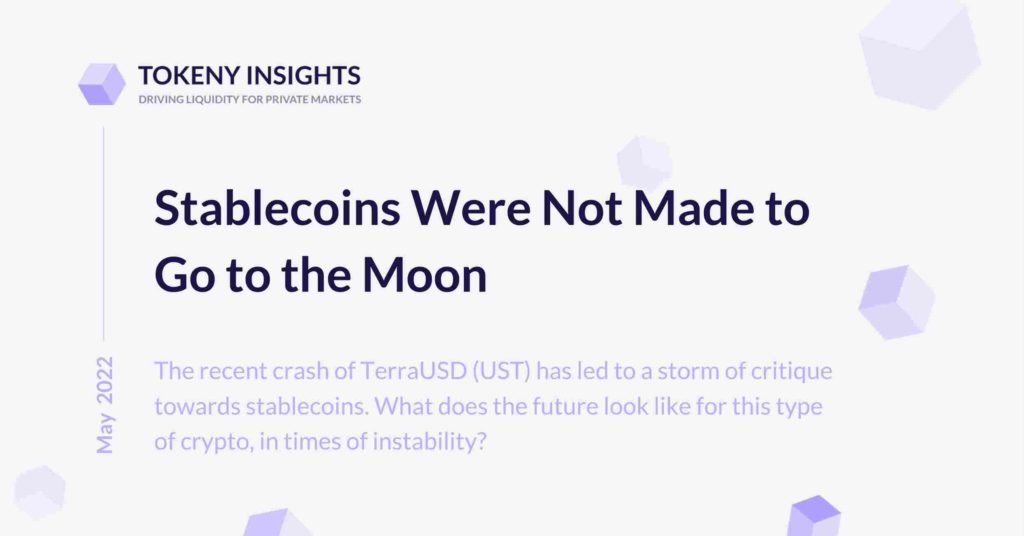 TOKENY INSIGHTS
DRIVING LIQUIDITY FOR PRIVATE MARKETS
Stablecoins Were Not Made to
Go to the Moon
May 2022
The recent crash of TerraUSD (UST) has led to a storm of critique
towards stablecoins. What does the future look like for this type
of crypto, in times of instability?